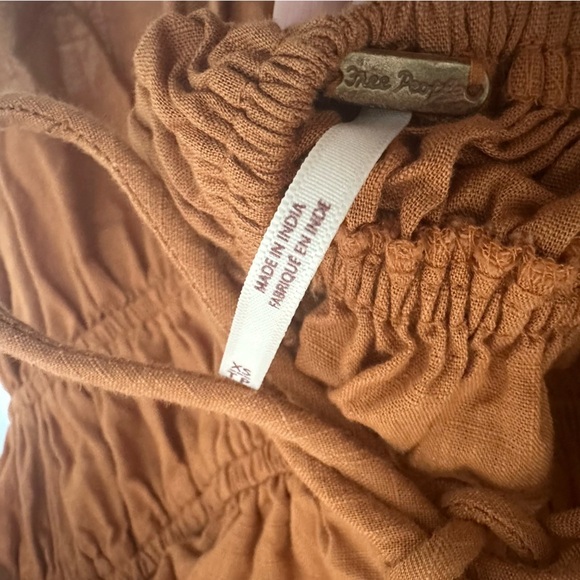 Free People
MADE IN INDIA
FABRIQUÉ EN INDE